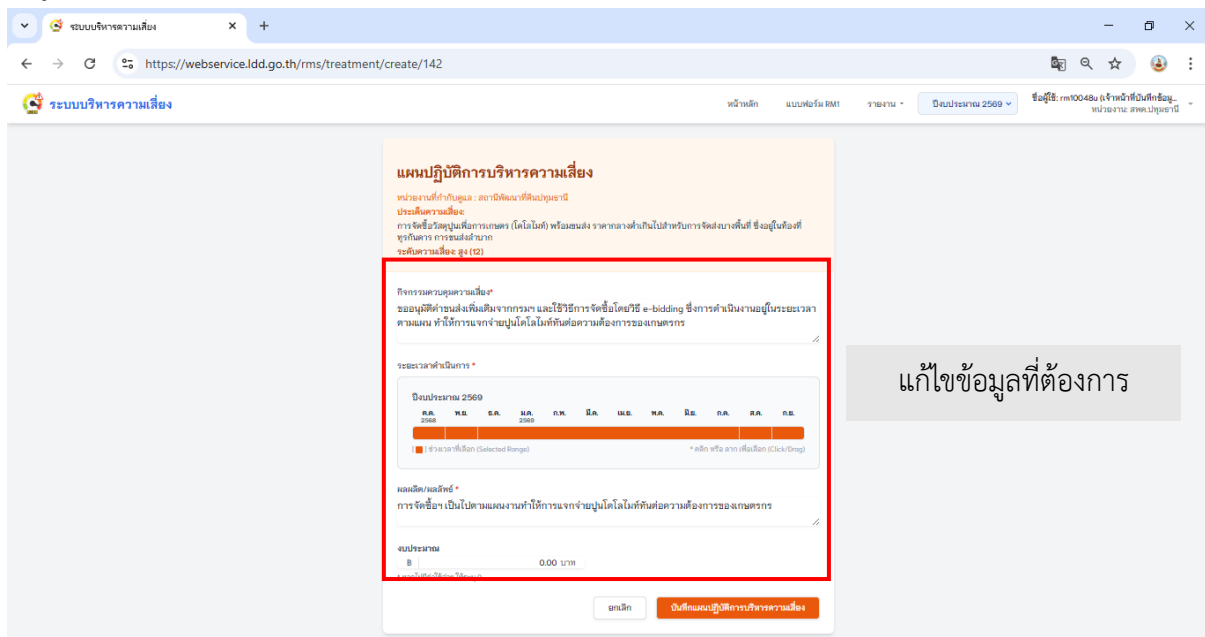 ระบบบริหารความเสี่ยง
https://webservice.ldd.go.th/rms/treatment/create/142
ระบบบริหารความเสี่ยง
หน้าหลัก
แบบฟอร์ม RM1
รายงาน
ปีงบประมาณ 2569
ชื่อผู้ใช้: rm10048u (เจ้าหน้าที่บันทึกข้อมู...
หน่วยงาน: สพด.ปทุมธานี
แผนปฏิบัติการบริหารความเสี่ยง
หน่วยงานที่กำกับดูแล : สถานีพัฒนาที่ดินปทุมธานี
ประเด็นความเสี่ยง:
การจัดซื้อวัสดุปูนเพื่อการเกษตร (โดโลไมท์) พร้อมขนส่ง ราคากลางต่ำเกินไปสำหรับการจัดส่งบางพื้นที่ ซึ่งอยู่ในท้องที่
ทุรกันดาร การขนส่งลำบาก
ระดับความเสี่ยง: สูง (12)
กิจกรรมควบคุมความเสี่ยง*
ขออนุมัติค่าขนส่งเพิ่มเติมจากกรมฯ และใช้วิธีการจัดซื้อโดยวิธี e-bidding ซึ่งการดำเนินงานอยู่ในระยะเวลา
ตามแผน ทำให้การแจกจ่ายปูนโดโลไมท์ทันต่อความต้องการของเกษตรกร
ระยะเวลาดำเนินการ *
แก้ไขข้อมูลที่ต้องการ
ปีงบประมาณ 2569
ต.ค. พ.ย. ธ.ค. ม.ค. ก.พ. มี.ค. เม.ย. พ.ค. มิ.ย. ก.ค. ส.ค. ก.ย.
2568 2569
| | ช่วงเวลาที่เลือก (Selected Range)
* คลิก หรือ ลาก เพื่อเลือก (Click/Drag)
ผลผลิต/ผลลัพธ์ *
การจัดซื้อฯ เป็นไปตามแผนงานทำให้การแจกจ่ายปูนโดโลไมท์ทันต่อความต้องการของเกษตรกร
งบประมาณ
฿ 0.00 บาท
ยกเลิก
บันทึกแผนปฏิบัติการบริหารความเสี่ยง